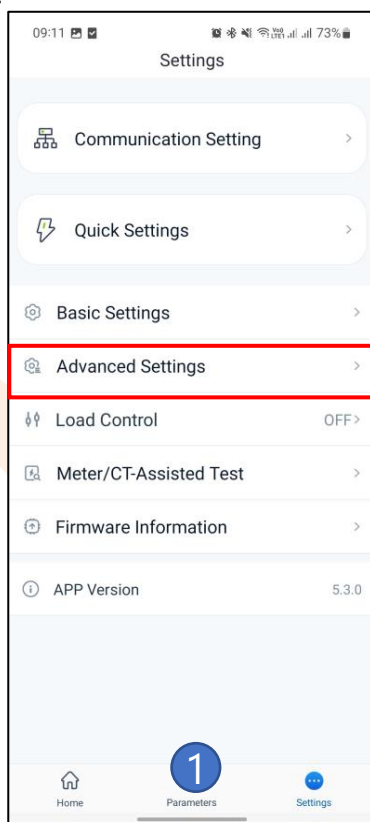 09:11 73%
Settings
Communication Setting
Quick Settings
Basic Settings
Advanced Settings
Load Control OFF
Meter/CT-Assisted Test
Firmware Information
APP Version 5.3.0
1
Home Parameters Settings